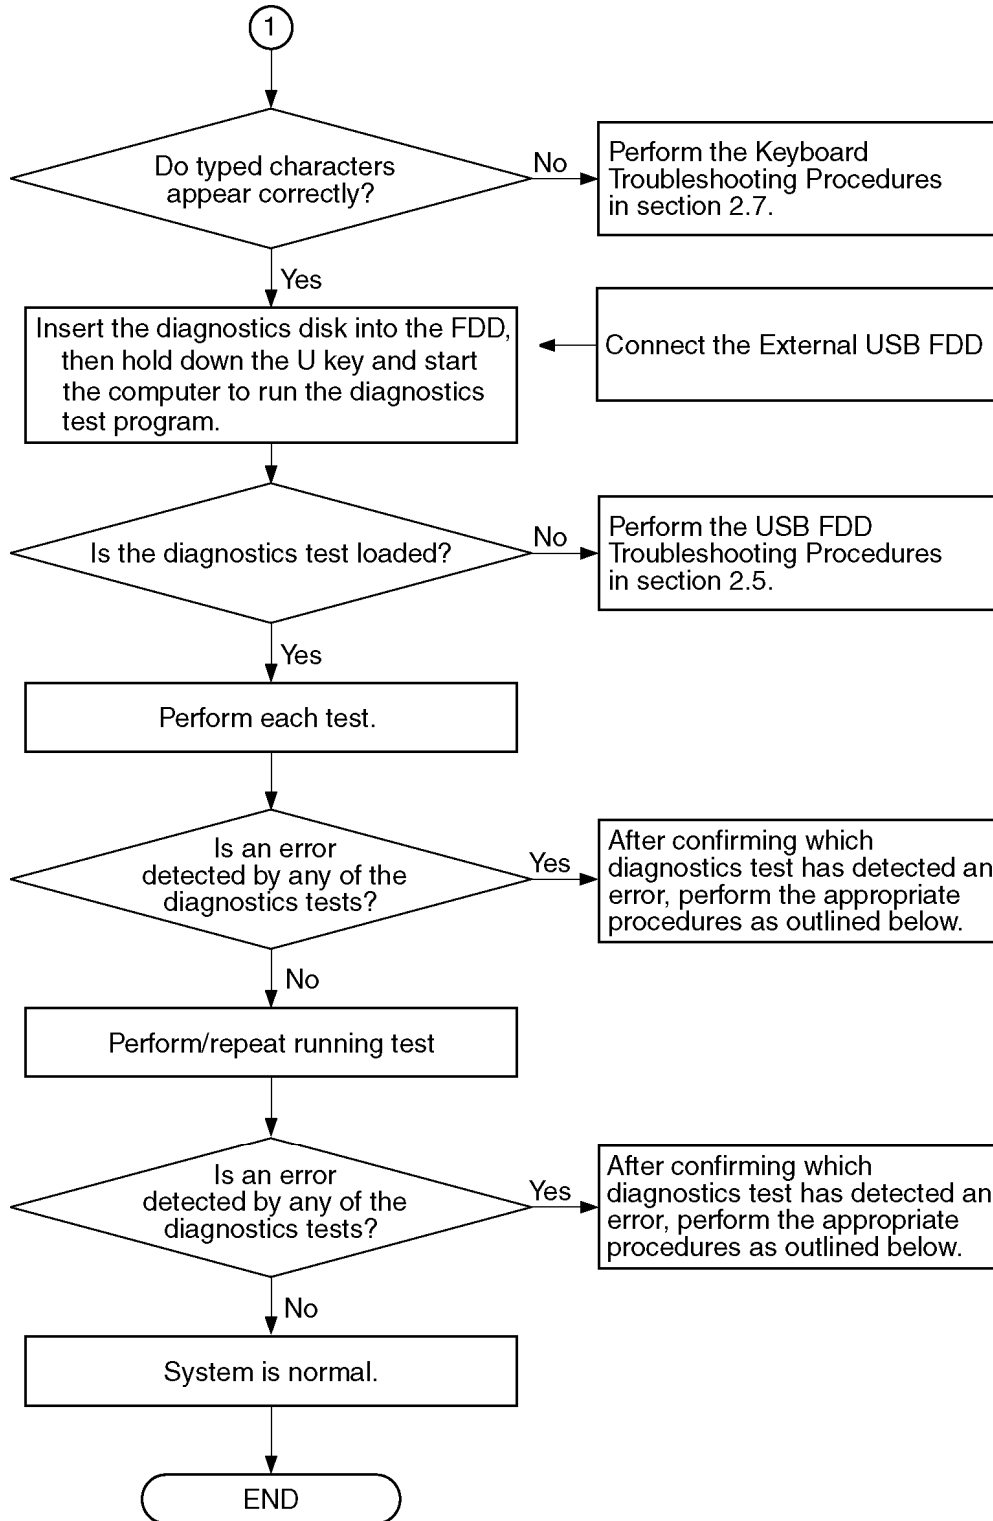 1
Do typed characters
appear correctly?
No
Perform the Keyboard
Troubleshooting Procedures
in section 2.7.
Yes
Insert the diagnostics disk into the FDD,
then hold down the U key and start
the computer to run the diagnostics
test program.
Connect the External USB FDD
Is the diagnostics test loaded?
No
Perform the USB FDD
Troubleshooting Procedures
in section 2.5.
Yes
Perform each test.
Is an error
detected by any of the
diagnostics tests?
Yes
After confirming which
diagnostics test has detected an
error, perform the appropriate
procedures as outlined below.
No
Perform/repeat running test
Is an error
detected by any of the
diagnostics tests?
Yes
After confirming which
diagnostics test has detected an
error, perform the appropriate
procedures as outlined below.
No
System is normal.
END